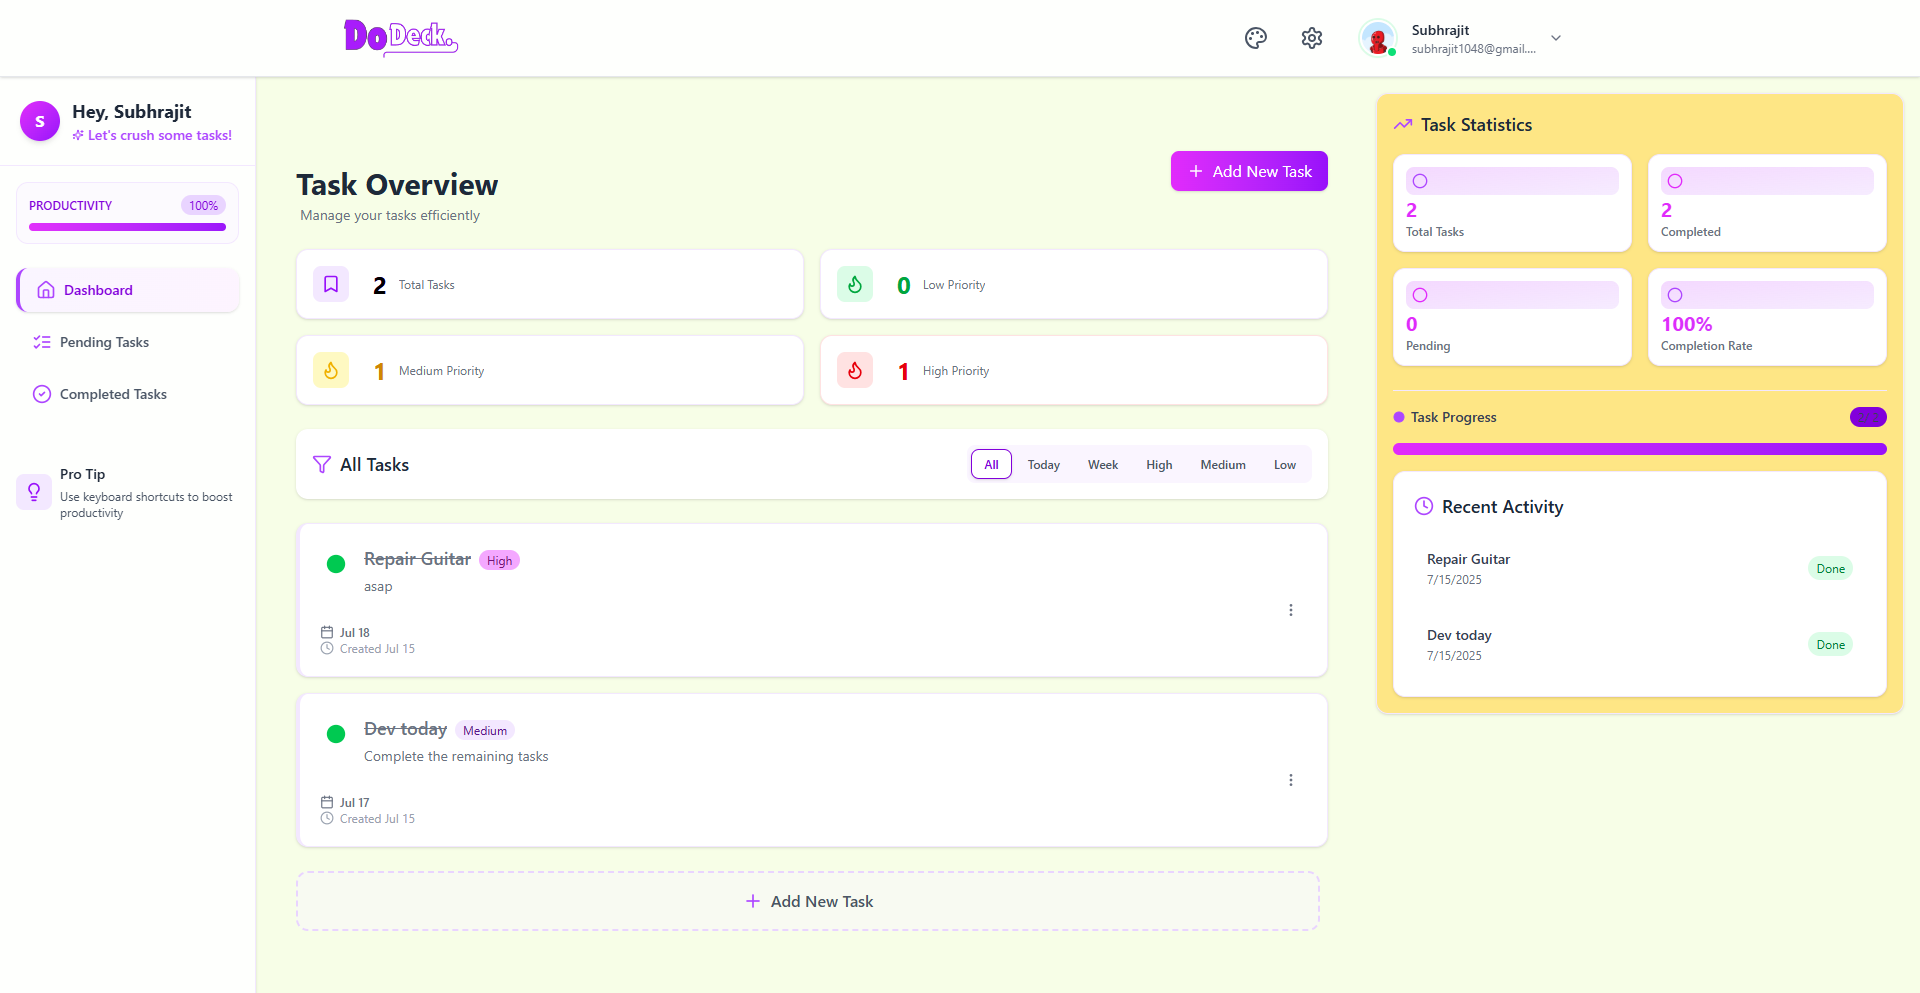 DoDeck.
Subhrajit
subhrajit1048@gmail....
S
Hey, Subhrajit
Let's crush some tasks!
PRODUCTIVITY
100%
Dashboard
Pending Tasks
Completed Tasks
Pro Tip
Use keyboard shortcuts to boost
productivity
Task Overview
Manage your tasks efficiently
Add New Task
2 Total Tasks
0 Low Priority
1 Medium Priority
1 High Priority
All Tasks
All Today Week High Medium Low
Repair Guitar High
asap
Jul 18
Created Jul 15
Dev today Medium
Complete the remaining tasks
Jul 17
Created Jul 15
Add New Task
Task Statistics
2
Total Tasks
2
Completed
0
Pending
100%
Completion Rate
Task Progress
Recent Activity
Repair Guitar
7/15/2025
Done
Dev today
7/15/2025
Done